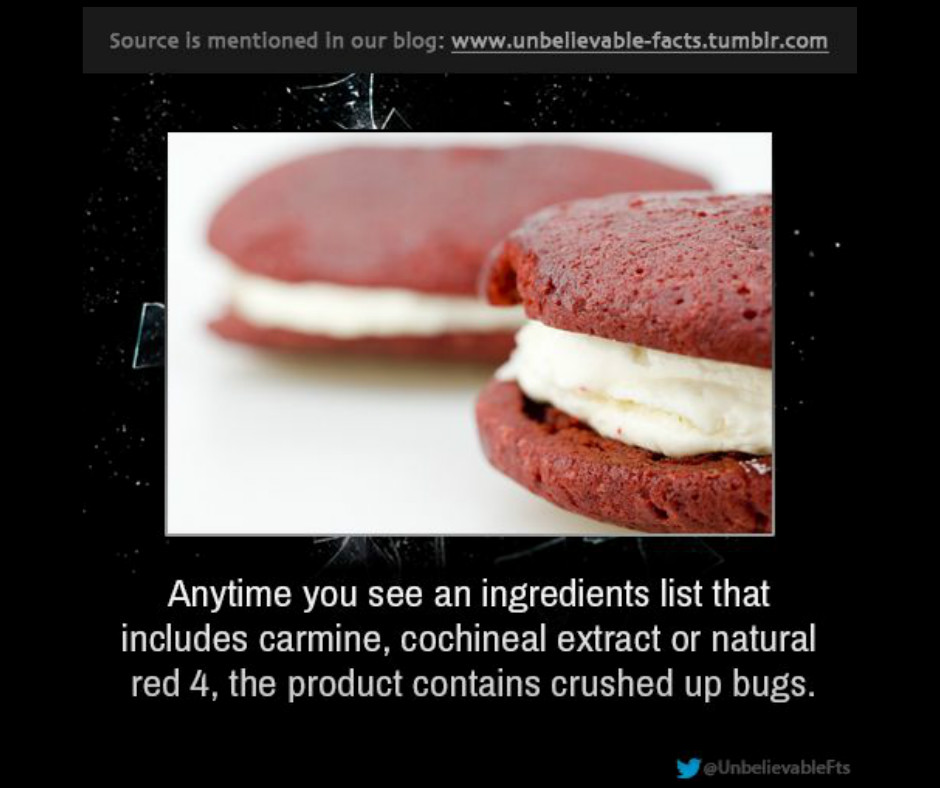 Source is mentioned in our blog: www.unbelievable-facts.tumblr.com
Anytime you see an ingredients list that
includes carmine, cochineal extract or natural
red 4, the product contains crushed up bugs.
@UnbelievableFts